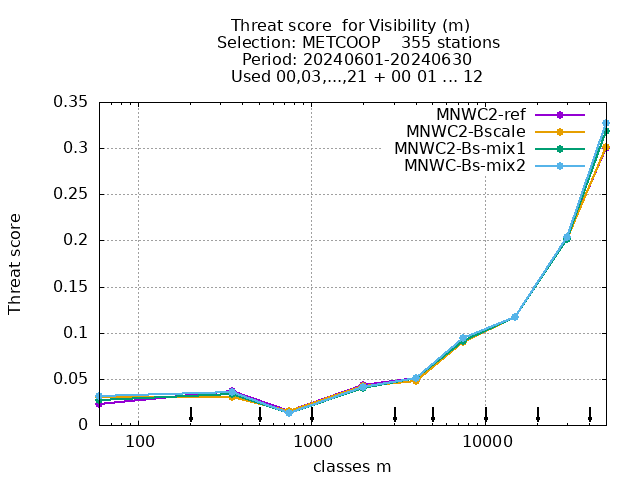 Threat score  for Visibility (m)
Selection: METCOOP    355 stations
Period: 20240601-20240630
Used 00,03,...,21 + 00 01 ... 12
MNWC2-ref
MNWC2-Bscale
MNWC2-Bs-mix1
MNWC-Bs-mix2
Threat score
0.35
0.3
0.25
0.2
0.15
0.1
0.05
0
100
1000
10000
classes m